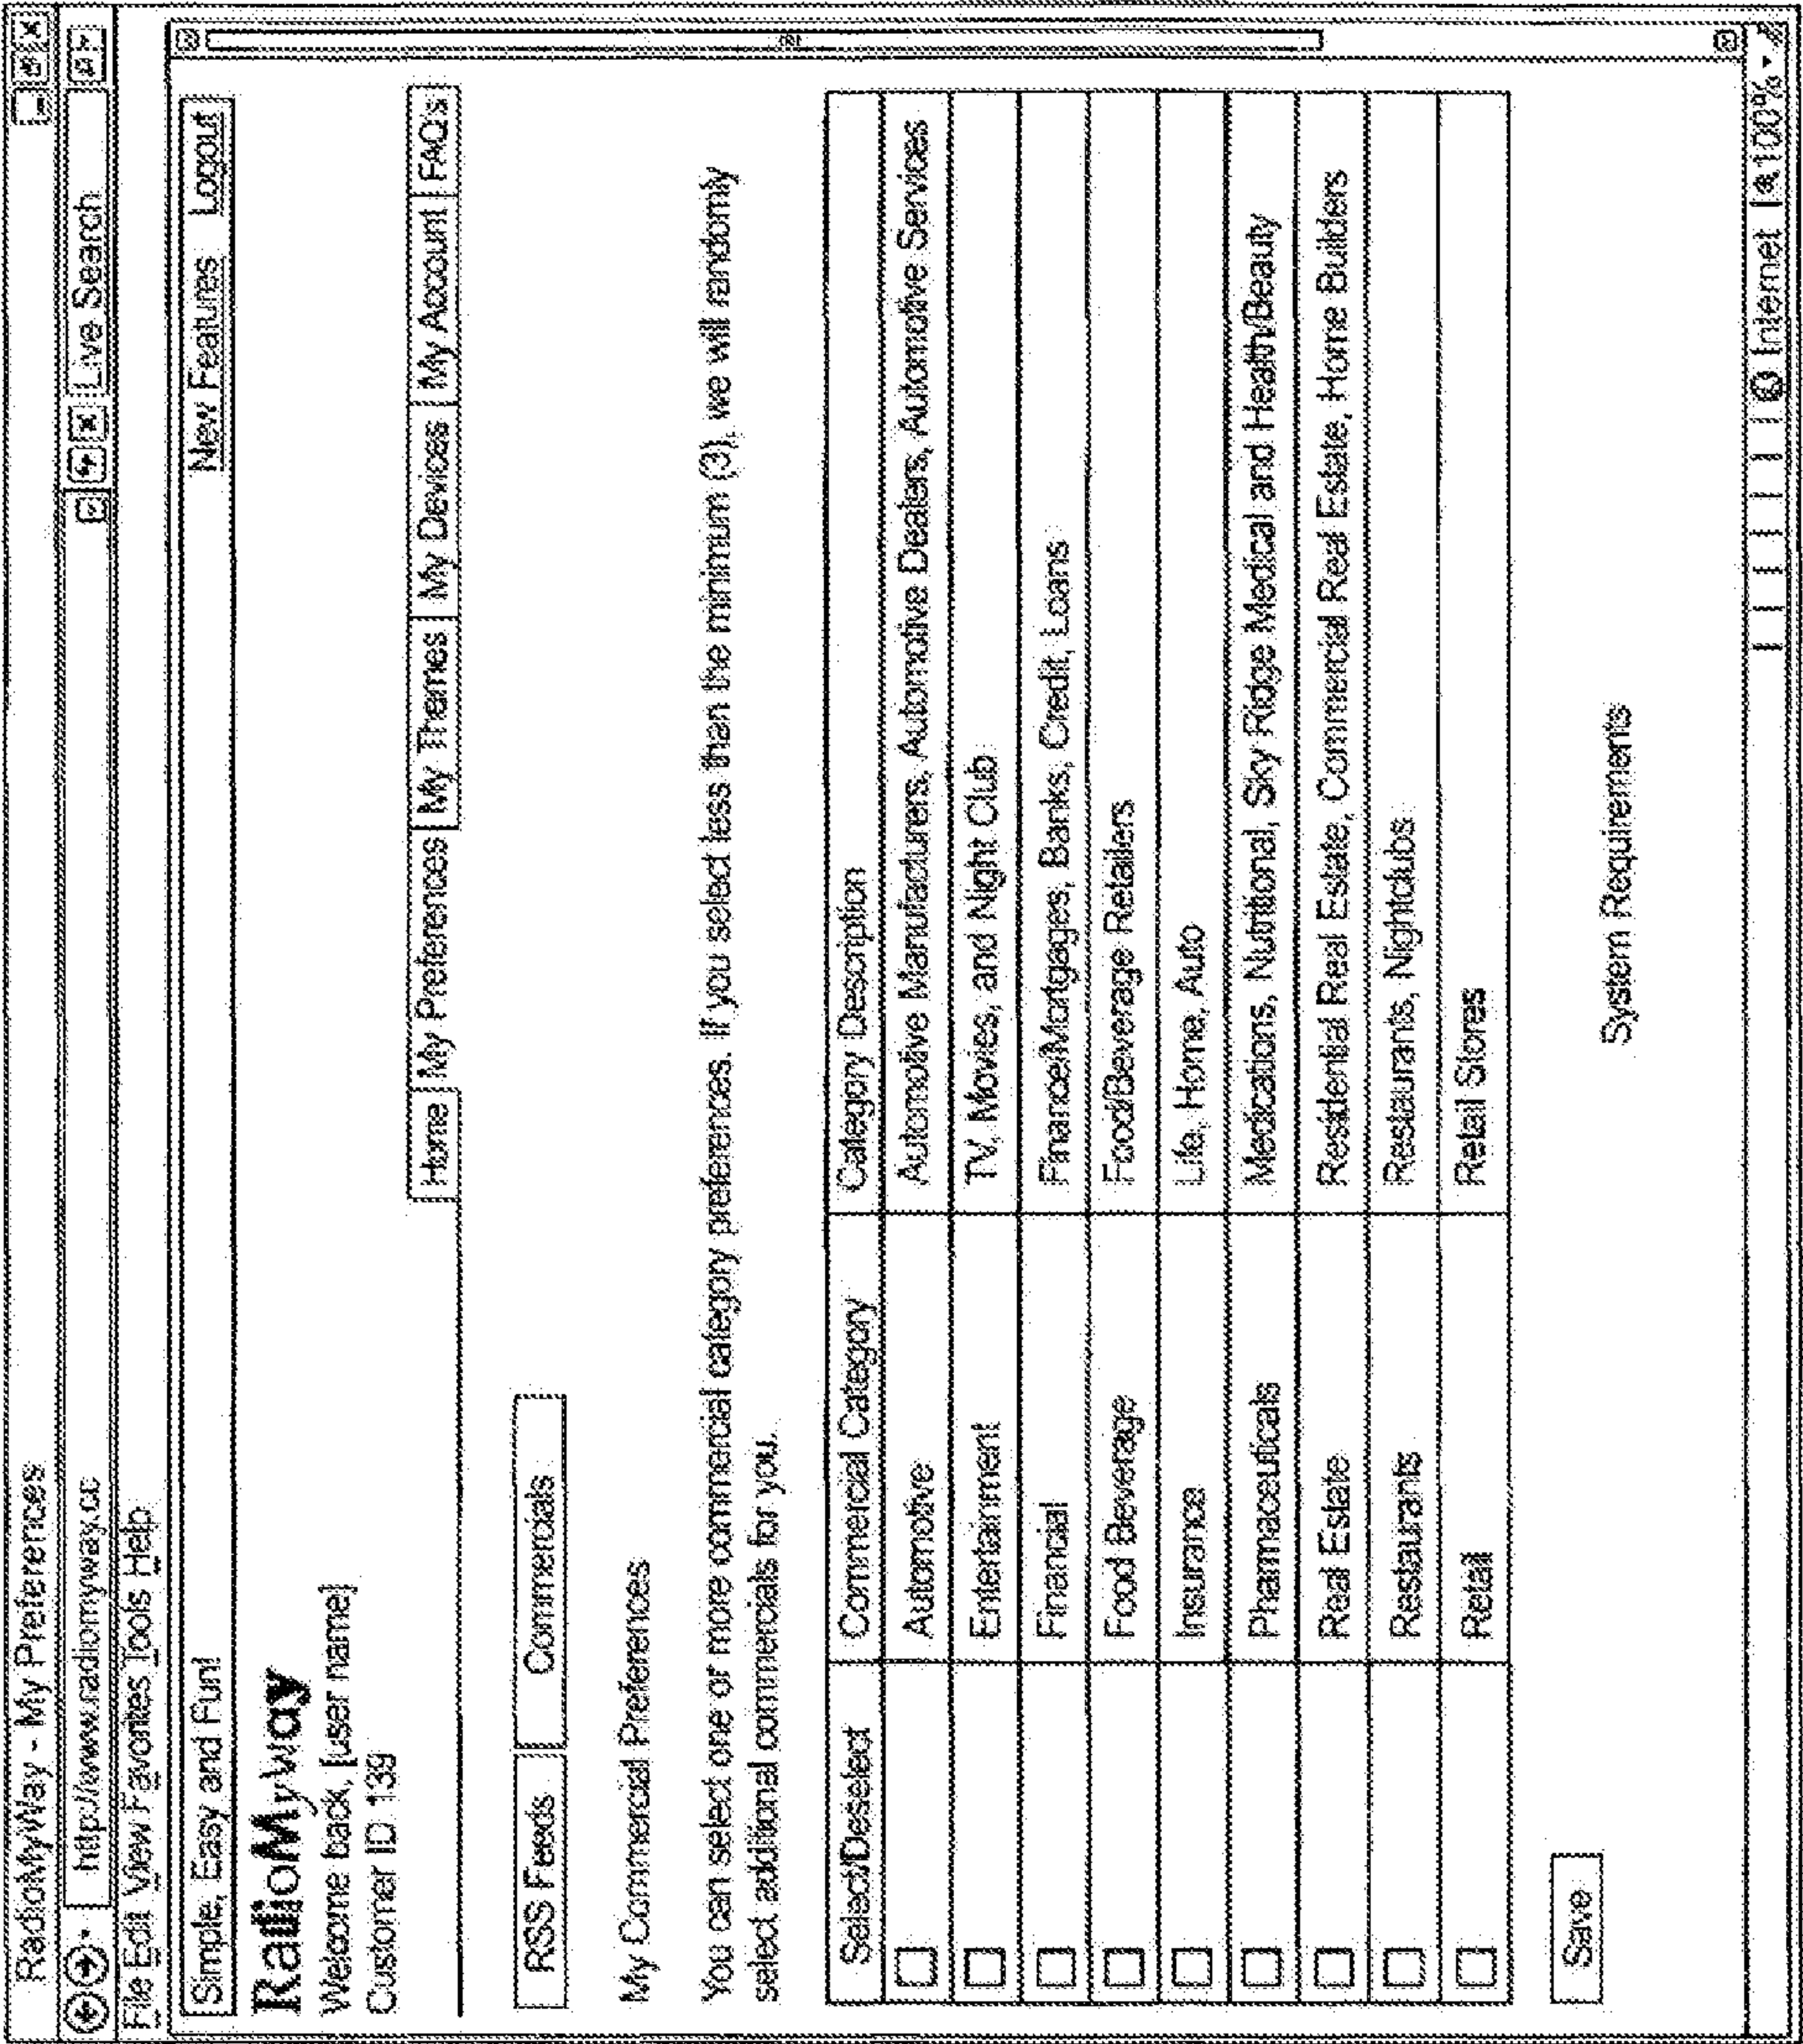 RadioMyWay - My Preferences
http://www.radiomyway.cc
Live Search
File Edit View Favorites Tools Help
Simple, Easy and Fun! New Features Logout
RadioMyWay
Welcome back, [user name]
Customer ID 139
Home My Preferences My Themes My Devices My Account FAQ's
RSS Feeds Commercials
My Commercial Preferences
You can select one or more commercial category preferences. If you select less than the minimum (3), we will randomly
select additional commercials for you.
Select/Deselect Commercial Category Category Description
Automotive Automotive Manufacturers, Automotive Dealers, Automotive Services
Entertainment TV, Movies, and Night Club
Financial Finance/Mortgages, Banks, Credit, Loans
Food Beverage Food/Beverage Retailers
Insurance Life, Home, Auto
Pharmaceuticals Medications, Nutritional, Sky Ridge Medical and Health/Beauty
Real Estate Residential Real Estate, Commercial Real Estate, Home Builders
Restaurants Restaurants, Nightclubs
Retail Retail Stores
Save
System Requirements
Internet 100%